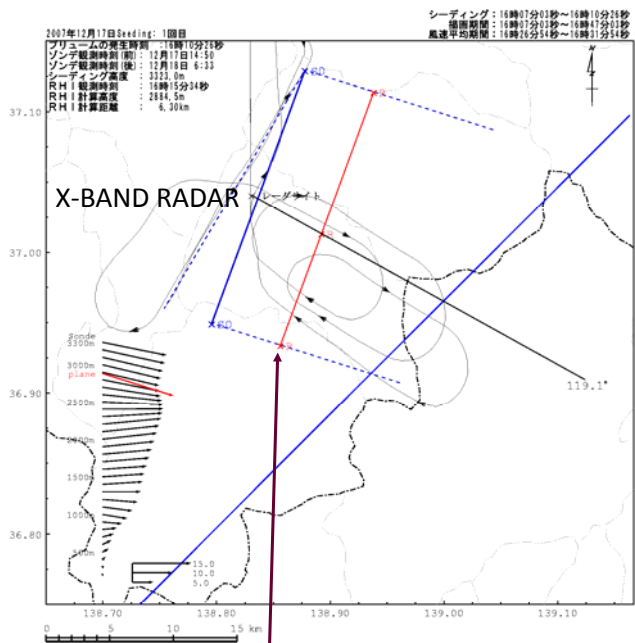 シーディング：16時07分03秒～16時10分26秒
描画期間：16時07分03秒～16時47分03秒
風速平均期間：16時26分54秒～16時31分54秒
2007年12月17日Seeding: 1回目
プリュームの発生時刻 :16時10分26秒
ゾンデ観測時刻(前): 12月17日14:50
ゾンデ観測時刻(後): 12月18日 6:33
シーディング高度 : 3323.0m
RHI観測時刻 : 16時15分34秒
RHI計算高度 : 2884.5m
RHI計算距離 : 6.30km
N
37.10
X-BAND RADAR
レーダサイト
37.00
36.90
36.80
Sonde
3300m
3000m
plane
2500m
2000m
1500m
1000m
500m
119.1°
15.0
10.0
5.0
138.70
138.80
138.90
139.00
139.10
0
5
10
15 km